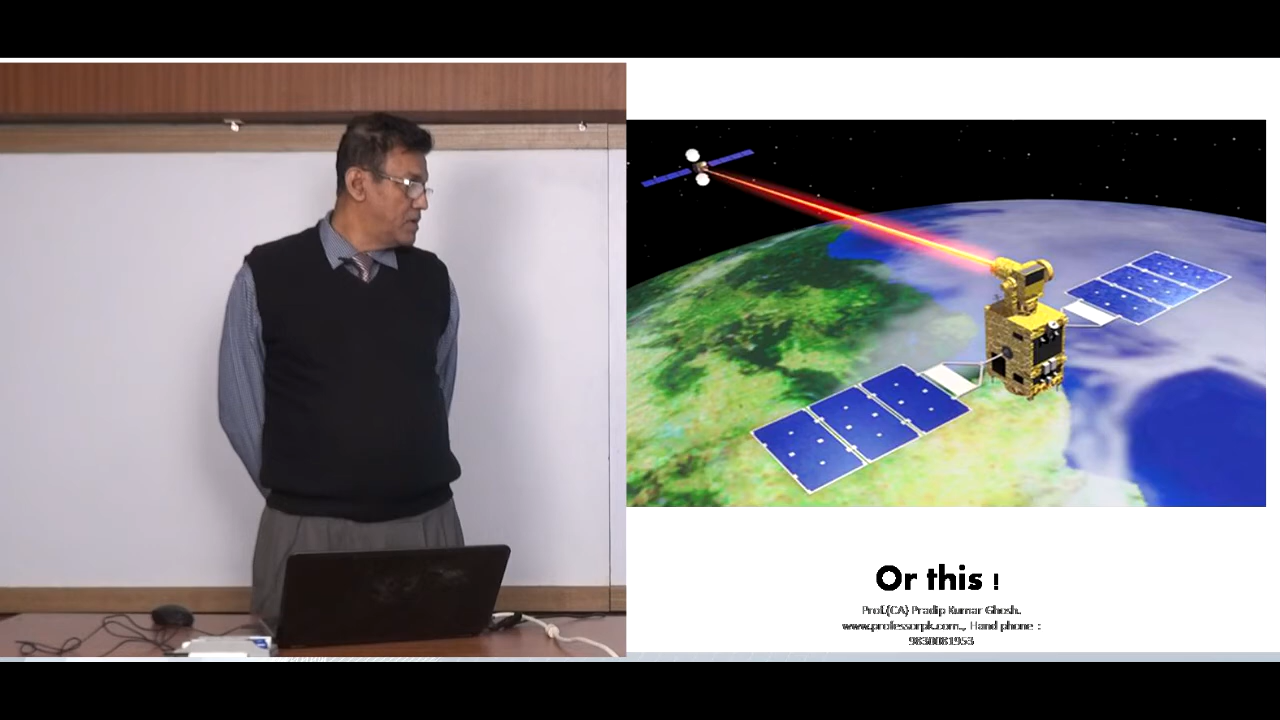 Or this !
Prof.(CA) Pradip Kumar Ghosh.
www.professorpk.com., Hand phone :
9830081953